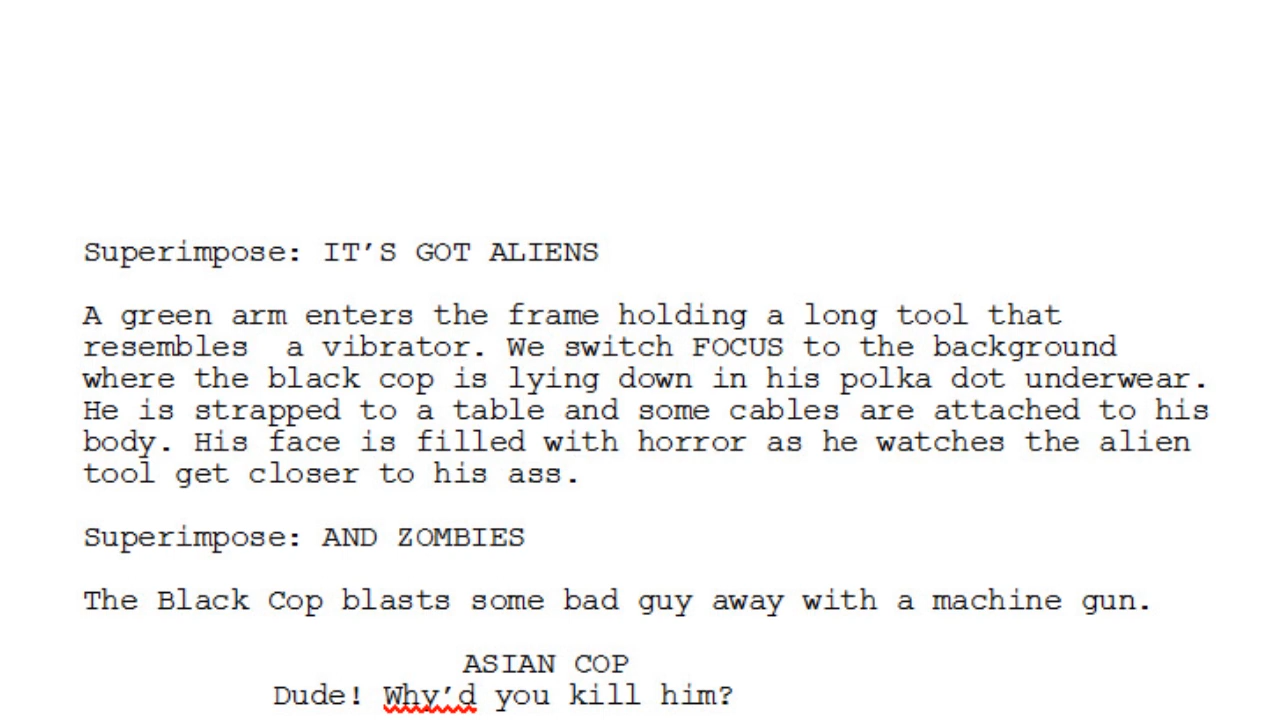 Superimpose: IT’S GOT ALIENS
A green arm enters the frame holding a long tool that
resembles  a vibrator. We switch FOCUS to the background
where the black cop is lying down in his polka dot underwear.
He is strapped to a table and some cables are attached to his
body. His face is filled with horror as he watches the alien
tool get closer to his ass.
Superimpose: AND ZOMBIES
The Black Cop blasts some bad guy away with a machine gun.
ASIAN COP
Dude! Why’d you kill him?